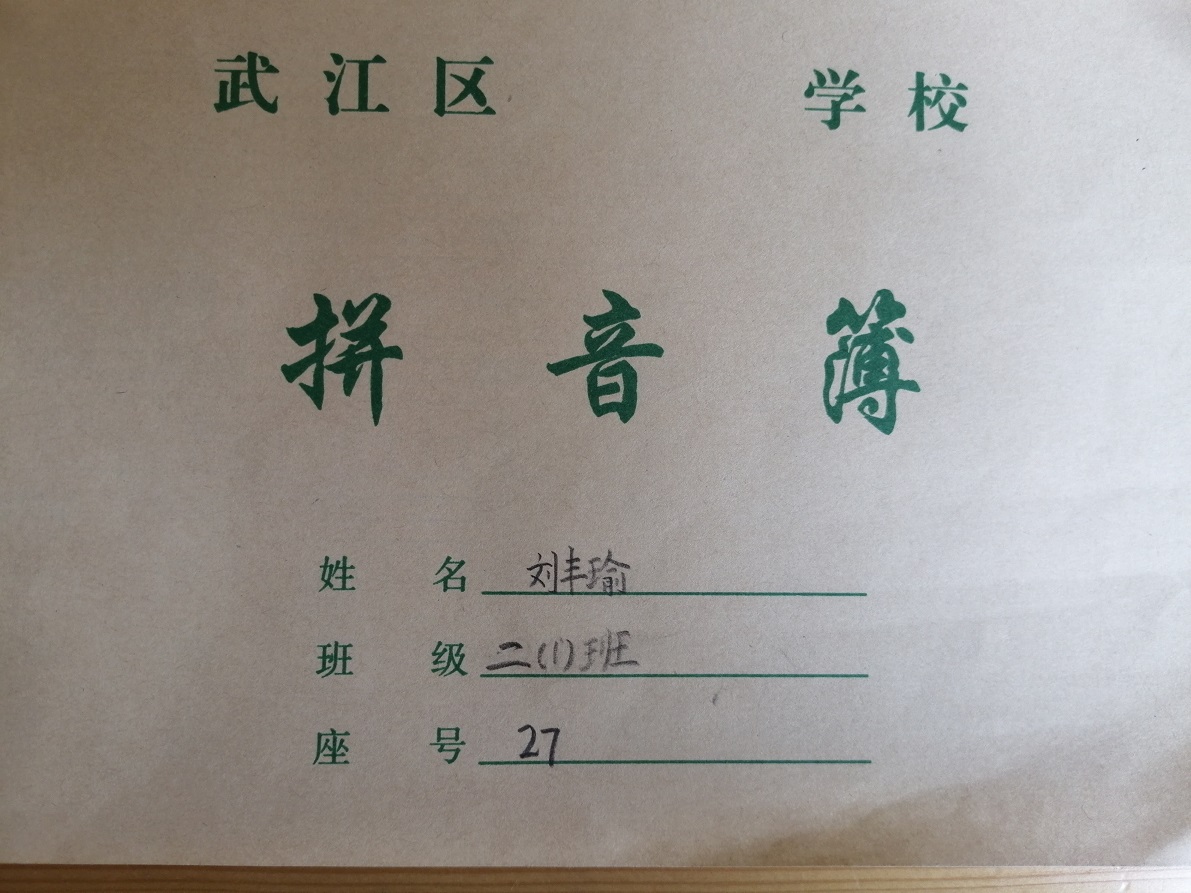 武江区 学校
拼音簿
姓名 刘丰瑜
班级 二(1)班
座号 27